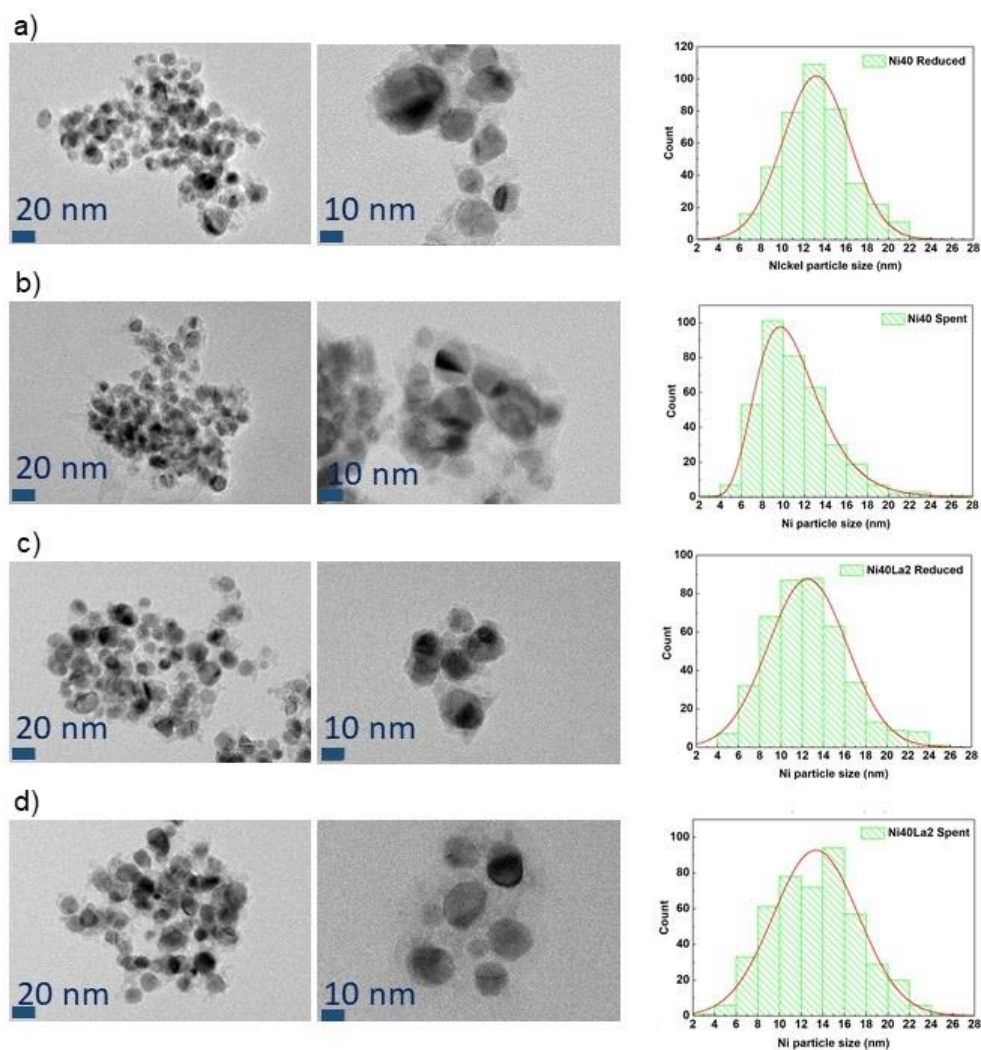 a)
20 nm
10 nm
120
100
80
60
40
20
0
Count
Ni40 Reduced
2 4 6 8 10 12 14 16 18 20 22 24 26 28
NIckel particle size (nm)
b)
20 nm
10 nm
100
80
60
40
20
0
Count
Ni40 Spent
2 4 6 8 10 12 14 16 18 20 22 24 26 28
Ni particle size (nm)
c)
20 nm
10 nm
100
80
60
40
20
0
Count
Ni40La2 Reduced
2 4 6 8 10 12 14 16 18 20 22 24 26 28
Ni particle size (nm)
d)
20 nm
10 nm
100
80
60
40
20
0
Count
Ni40La2 Spent
2 4 6 8 10 12 14 16 18 20 22 24 26 28
Ni particle size (nm)